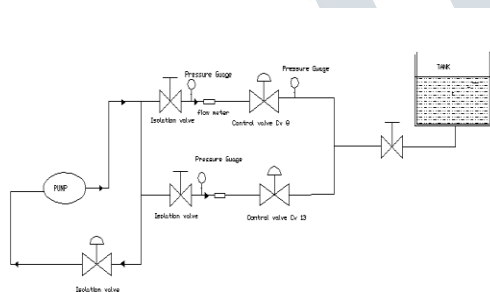 Pressure Guage
Pressure Guage
TANK
Isolation valve
flow meter
Control valve Cv 8
Pressure Guage
PUMP
Isolation valve
Control valve Cv 13
Isolation valve